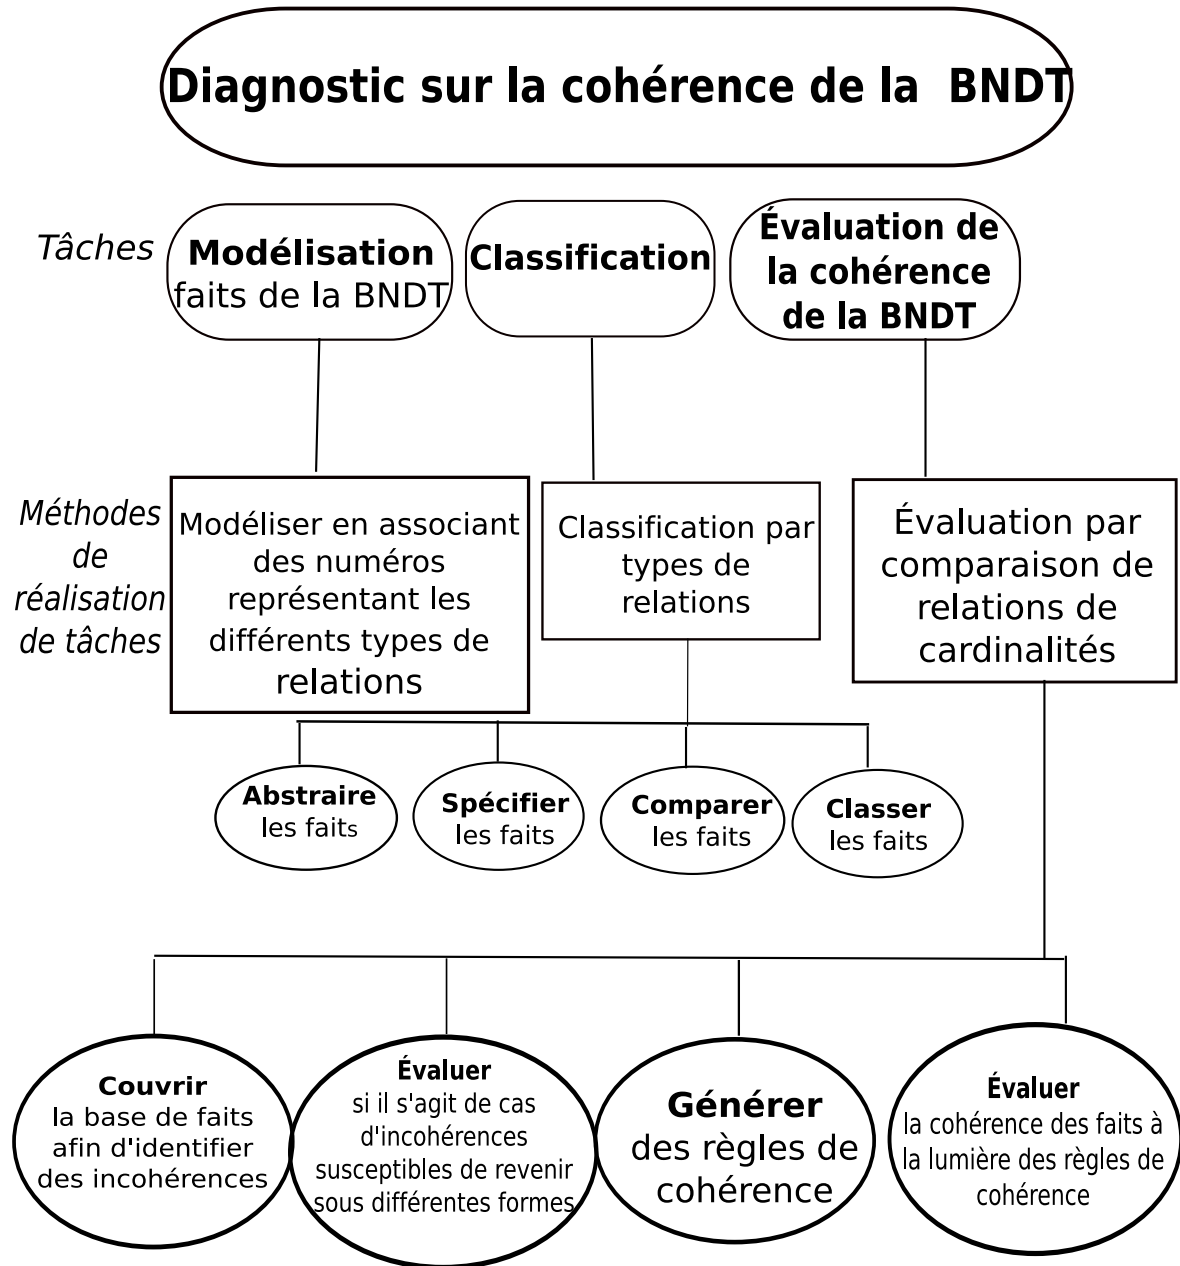 Diagnostic sur la cohérence de la BNDT
Tâches
Modélisation
faits de la BNDT
Classification
Évaluation de
la cohérence
de la BNDT
Méthodes
de
réalisation
de tâches
Modéliser en associant
des numéros
représentant les
différents types de
relations
Classification par
types de
relations
Évaluation par
comparaison de
relations de
cardinalités
Abstraire
les faits
Spécifier
les faits
Comparer
les faits
Classer
les faits
Couvrir
la base de faits
afin d'identifier
des incohérences
Évaluer
si il s'agit de cas
d'incohérences
susceptibles de revenir
sous différentes formes
Générer
des règles de
cohérence
Évaluer
la cohérence des faits à
la lumière des règles de
cohérence